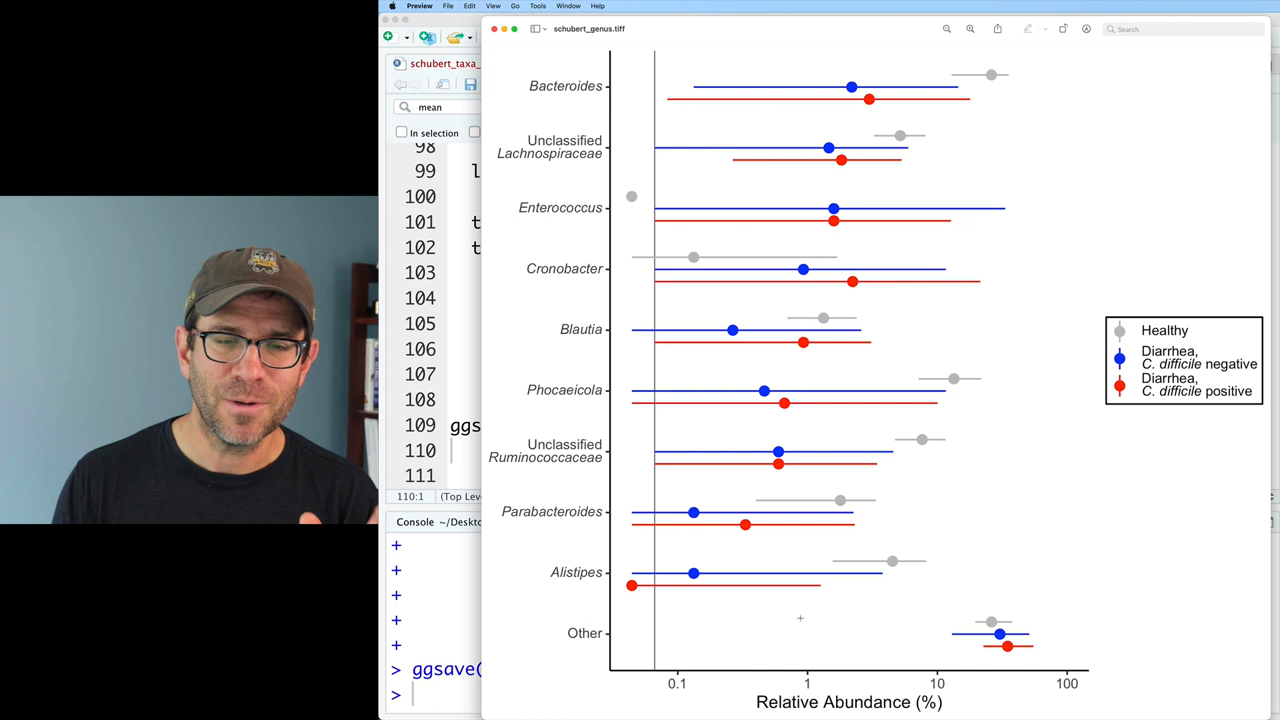 Preview File Edit View Go Tools Window Help
schubert_genus.tiff
Search
schubert_taxa_
mean
In selection
98
99 l
100
101 t
102 t
103
104
105
106
107
108
109 ggs
110
111
110:1 (Top Leve
Console ~/Deskto
+
+
+
+
+
> ggsave(
>
Bacteroides
Unclassified
Lachnospiraceae
Enterococcus
Cronobacter
Blautia
Phocaeicola
Unclassified
Ruminococcaceae
Parabacteroides
Alistipes
Other
0.1 1 10 100
Relative Abundance (%)
Healthy
Diarrhea,
C. difficile negative
Diarrhea,
C. difficile positive